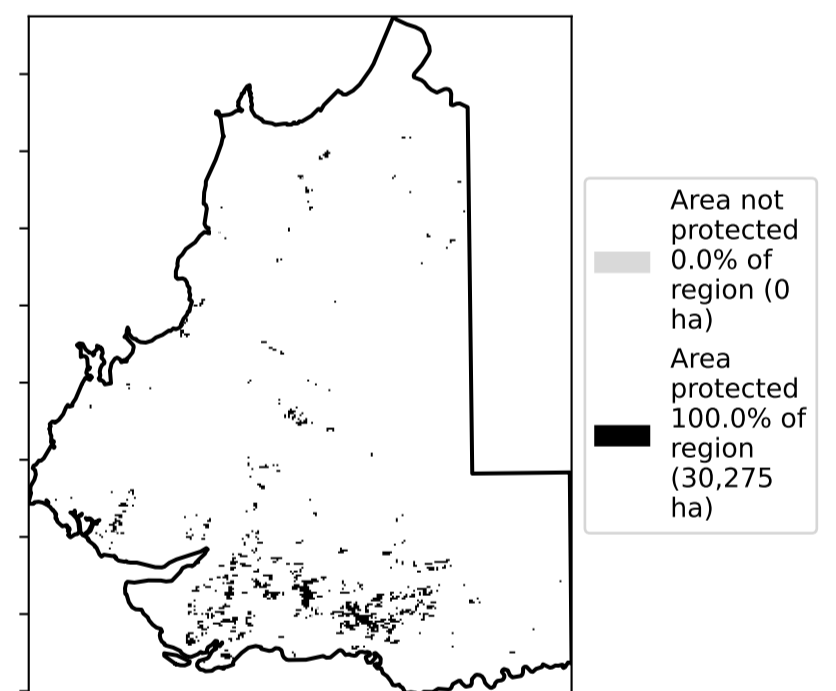 Area not
protected
0.0% of
region (0
ha)
Area
protected
100.0% of
region
(30,275
ha)